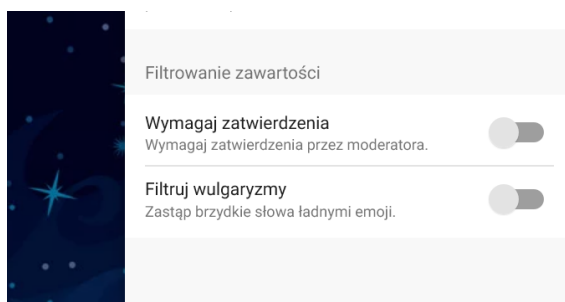 Filtrowanie zawartości
Wymagaj zatwierdzenia
Wymagaj zatwierdzenia przez moderatora.
Filtruj wulgaryzmy
Zastąp brzydkie słowa ładnymi emoji.